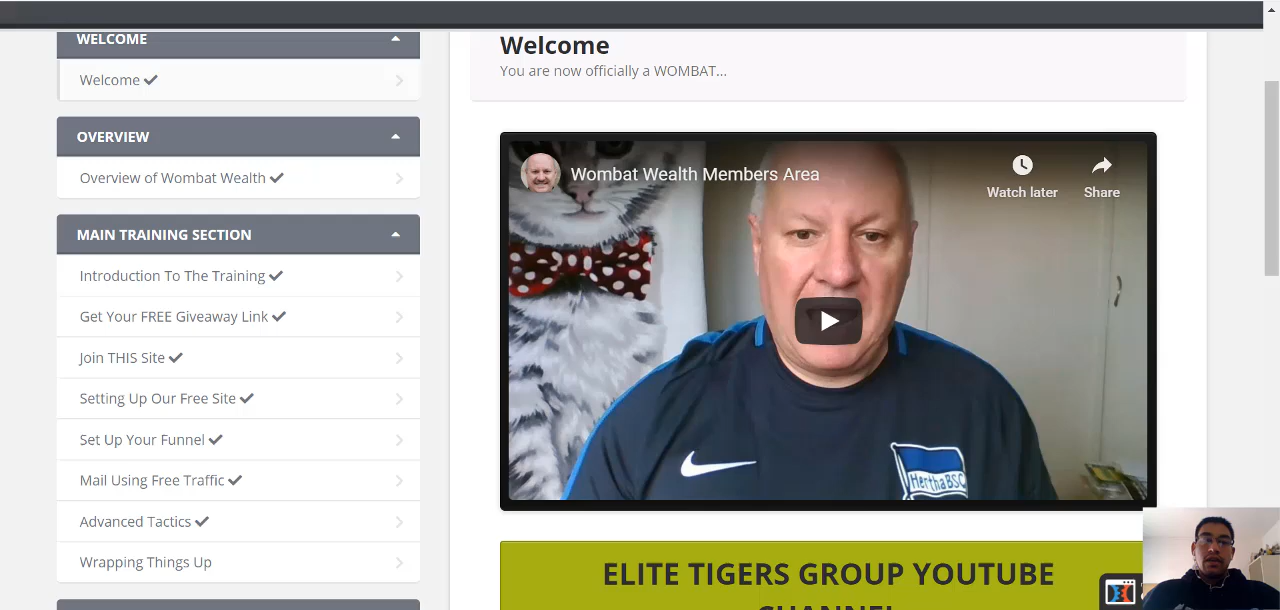 WELCOME
Welcome
OVERVIEW
Overview of Wombat Wealth
MAIN TRAINING SECTION
Introduction To The Training
Get Your FREE Giveaway Link
Join THIS Site
Setting Up Our Free Site
Set Up Your Funnel
Mail Using Free Traffic
Advanced Tactics
Wrapping Things Up
Welcome
You are now officially a WOMBAT...
Wombat Wealth Members Area
Watch later
Share
Hertha BSC
ELITE TIGERS GROUP YOUTUBE
CHANNEL